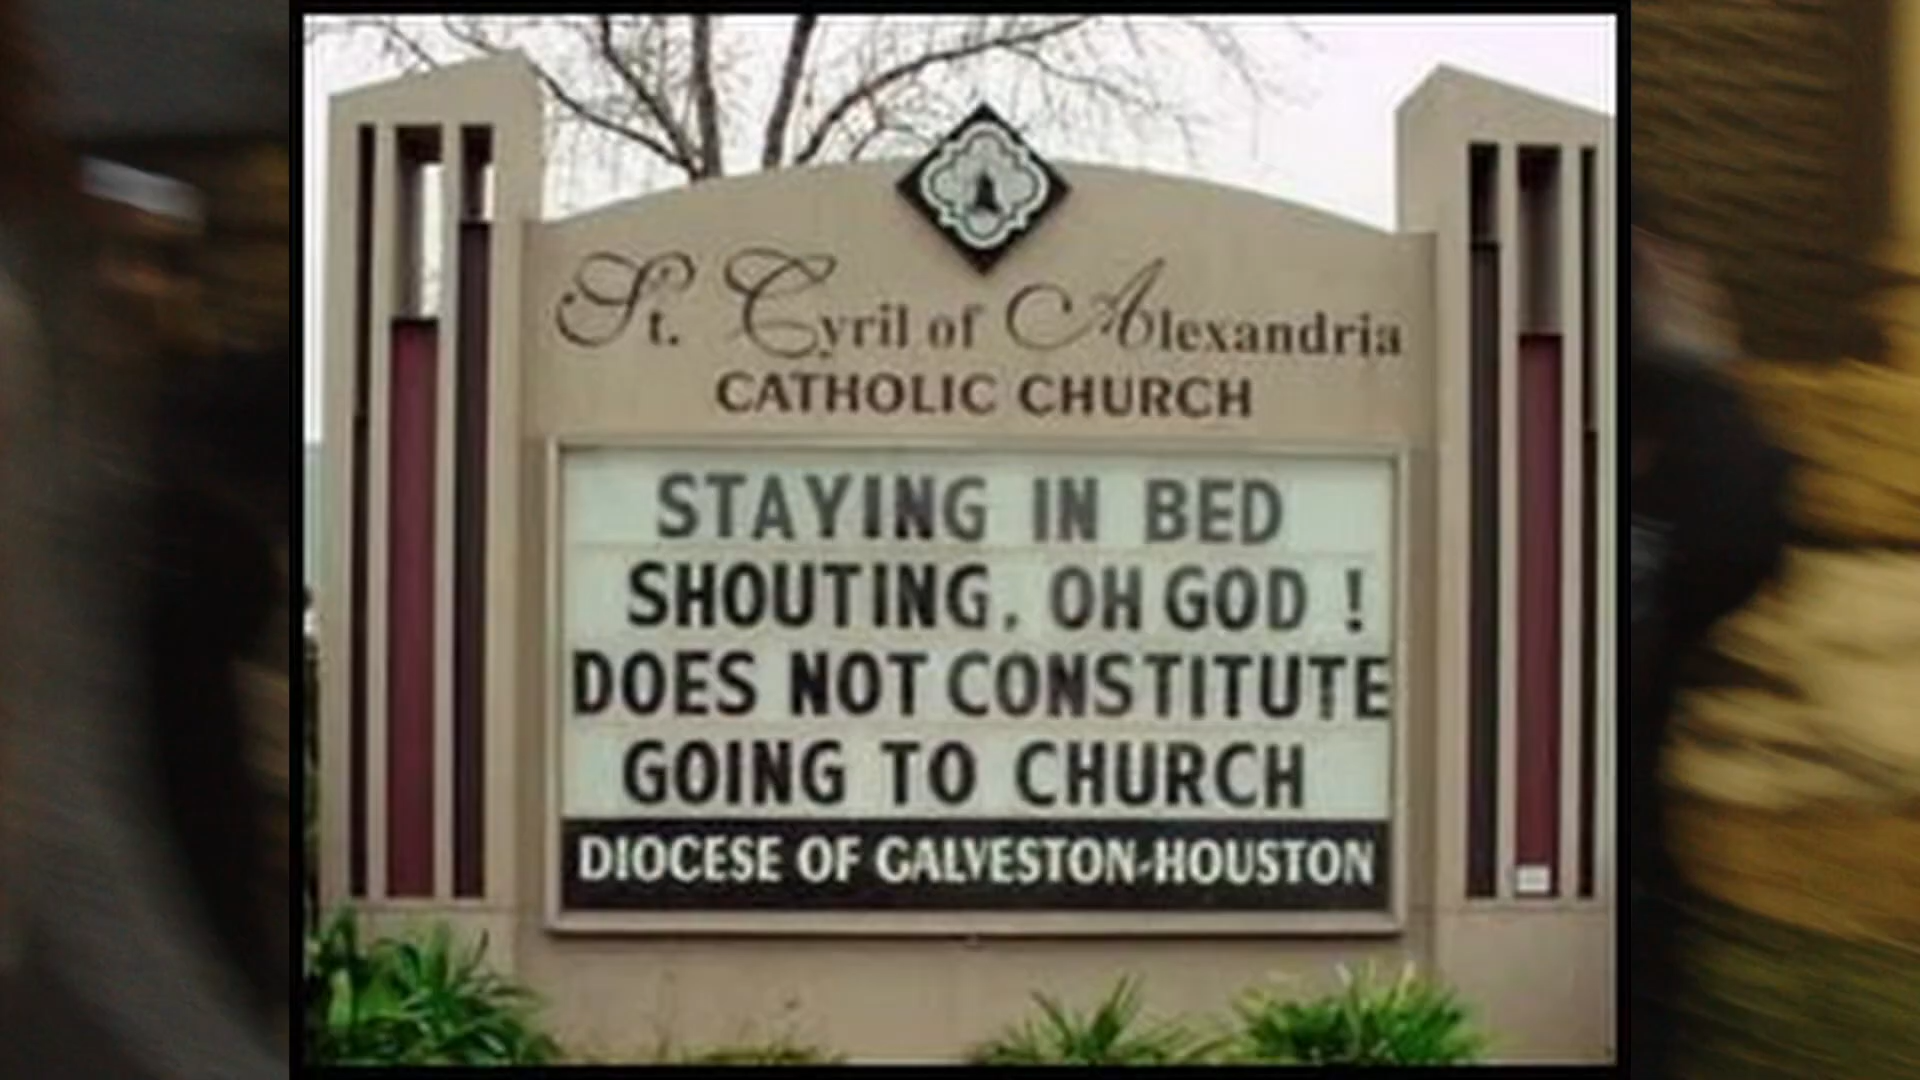 St. Cyril of Alexandria
CATHOLIC CHURCH
STAYING IN BED
SHOUTING, OH GOD !
DOES NOT CONSTITUTE
GOING TO CHURCH
DIOCESE OF GALVESTON-HOUSTON